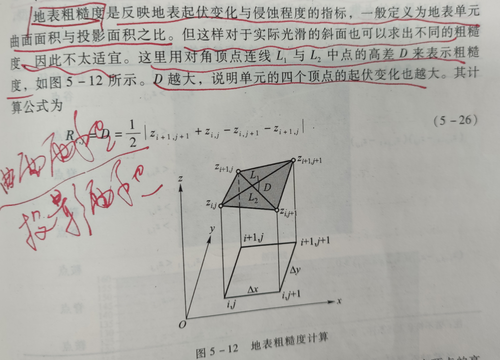 地表粗糙度是反映地表起伏变化与侵蚀程度的指标，一般定义为地表单元
曲面面积与投影面积之比。但这样对于实际光滑的斜面也可以求出不同的粗糙
度，因此不太适宜。这里用对角顶点连线 L₁ 与 L₂ 中点的高差 D 来表示粗糙
度，如图5-12所示。D 越大，说明单元的四个顶点的起伏变化也越大。其计
算公式为
R = D = 1/2 | z_{i+1,j+1} + z_{i,j} - z_{i,j+1} - z_{i+1,j} | (5-26)
曲面面积
投影面积
z
z_{i+1,j}
z_{i+1,j+1}
L₁
D
L₂
z_{i,j}
z_{i,j+1}
y
i+1,j
i+1,j+1
Δy
Δx
i,j
i,j+1
O
x
图5-12 地表粗糙度计算